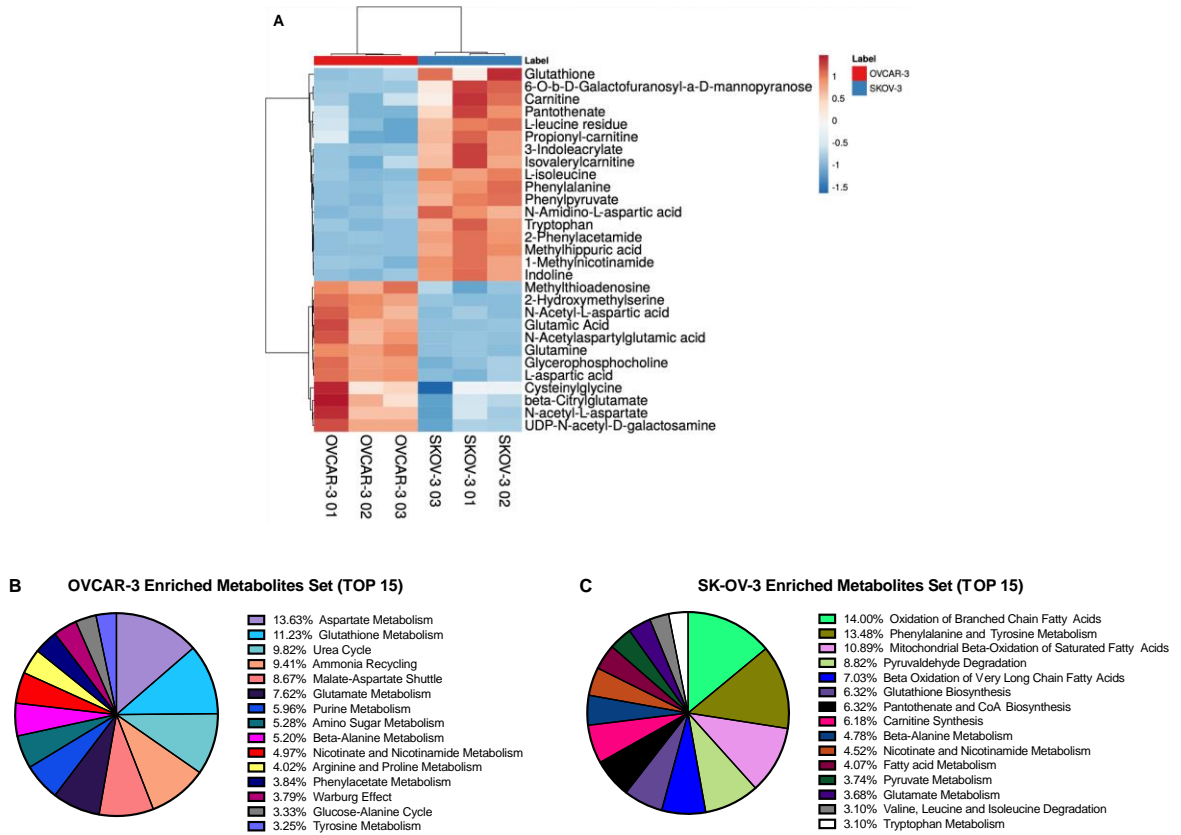 A
Label
Glutathione
6-O-b-D-Galactofuranosyl-a-D-mannopyranose
Carnitine
Pantothenate
L-leucine residue
Propionyl-carnitine
3-Indoleacrylate
Isovalerylcarnitine
L-isoleucine
Phenylalanine
Phenylpyruvate
N-Amidino-L-aspartic acid
Tryptophan
2-Phenylacetamide
Methylhippuric acid
1-Methylnicotinamide
Indoline
Methylthioadenosine
2-Hydroxymethylserine
N-Acetyl-L-aspartic acid
Glutamic Acid
N-Acetylaspartylglutamic acid
Glutamine
Glycerophosphocholine
L-aspartic acid
Cysteinylglycine
beta-Citrylglutamate
N-acetyl-L-aspartate
UDP-N-acetyl-D-galactosamine
OVCAR-3 01
OVCAR-3 02
OVCAR-3 03
SKOV-3 03
SKOV-3 01
SKOV-3 02
1
0.5
0
-0.5
-1
-1.5
Label
OVCAR-3
SKOV-3
B OVCAR-3 Enriched Metabolites Set (TOP 15)
13.63% Aspartate Metabolism
11.23% Glutathione Metabolism
9.82% Urea Cycle
9.41% Ammonia Recycling
8.67% Malate-Aspartate Shuttle
7.62% Glutamate Metabolism
5.96% Purine Metabolism
5.28% Amino Sugar Metabolism
5.20% Beta-Alanine Metabolism
4.97% Nicotinate and Nicotinamide Metabolism
4.02% Arginine and Proline Metabolism
3.84% Phenylacetate Metabolism
3.79% Warburg Effect
3.33% Glucose-Alanine Cycle
3.25% Tyrosine Metabolism
C SK-OV-3 Enriched Metabolites Set (TOP 15)
14.00% Oxidation of Branched Chain Fatty Acids
13.48% Phenylalanine and Tyrosine Metabolism
10.89% Mitochondrial Beta-Oxidation of Saturated Fatty Acids
8.82% Pyruvaldehyde Degradation
7.03% Beta Oxidation of Very Long Chain Fatty Acids
6.32% Glutathione Biosynthesis
6.32% Pantothenate and CoA Biosynthesis
6.18% Carnitine Synthesis
4.78% Beta-Alanine Metabolism
4.52% Nicotinate and Nicotinamide Metabolism
4.07% Fatty acid Metabolism
3.74% Pyruvate Metabolism
3.68% Glutamate Metabolism
3.10% Valine, Leucine and Isoleucine Degradation
3.10% Tryptophan Metabolism